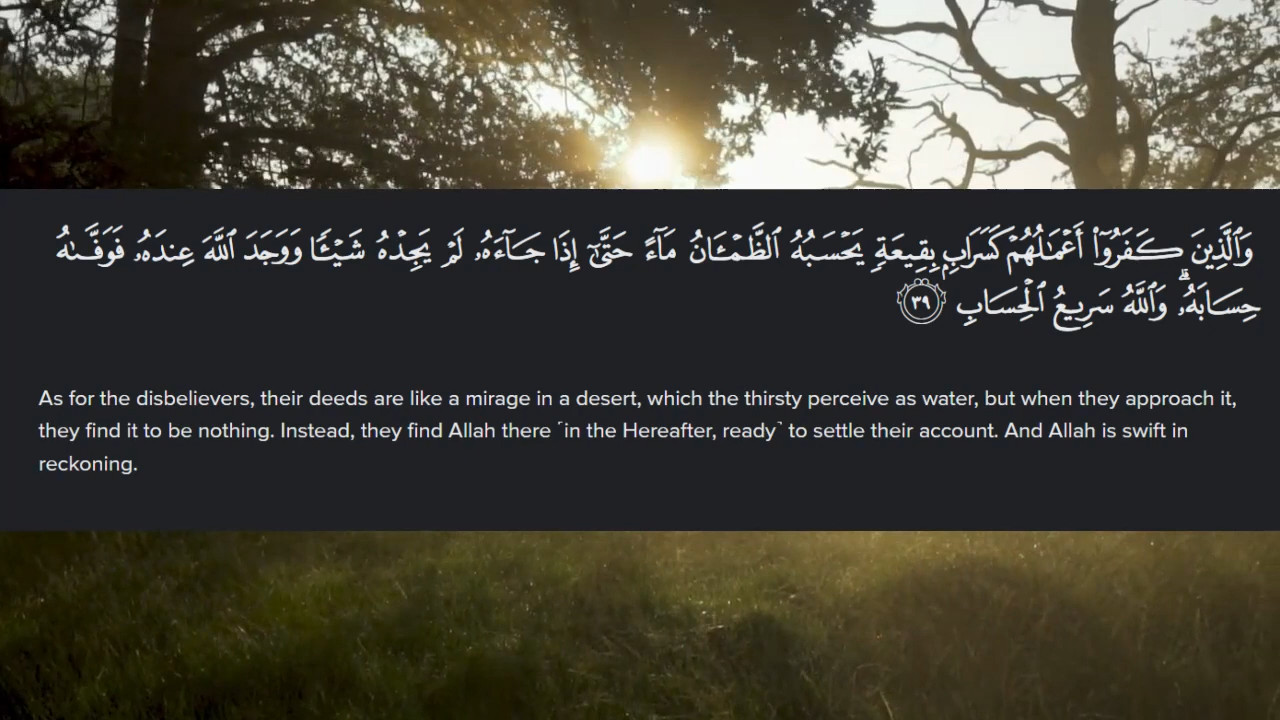 وَٱلَّذِينَ كَفَرُوٓا۟ أَعْمَـٰلُهُمْ كَسَرَابٍۭ بِقِيعَةٍۢ يَحْسَبُهُ ٱلظَّمْـَٔانُ مَآءً حَتَّىٰٓ إِذَا جَآءَهُۥ لَمْ يَجِدْهُ شَيْـًۭٔا وَوَجَدَ ٱللَّهَ عِندَهُۥ فَوَفَّىٰهُ
حِسَابَهُۥ ۗ وَٱللَّهُ سَرِيعُ ٱلْحِسَابِ ٣٩
As for the disbelievers, their deeds are like a mirage in a desert, which the thirsty perceive as water, but when they approach it,
they find it to be nothing. Instead, they find Allah there ˹in the Hereafter, ready˺ to settle their account. And Allah is swift in
reckoning.